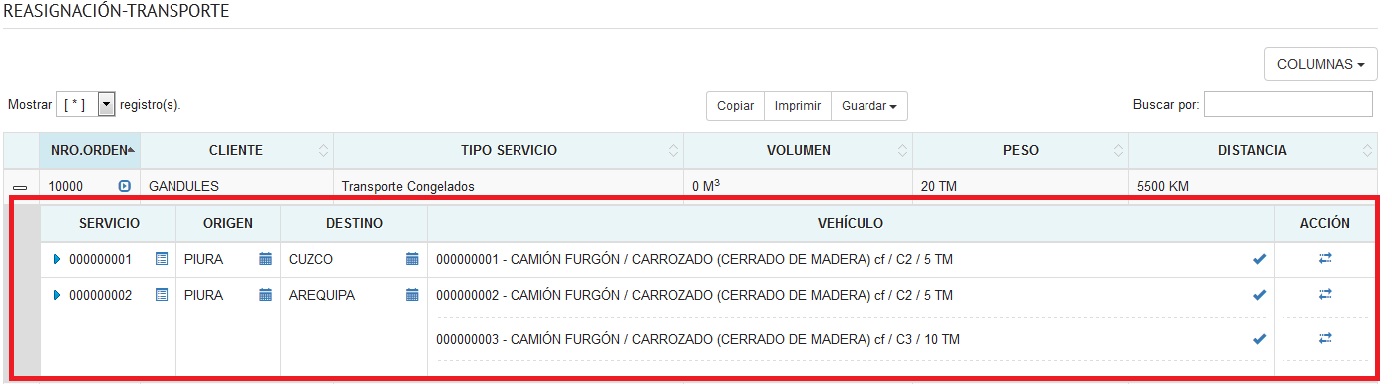 REASIGNACIÓN-TRANSPORTE
COLUMNAS
Mostrar [ * ] registro(s). Copiar Imprimir Guardar Buscar por:
NRO.ORDEN CLIENTE TIPO SERVICIO VOLUMEN PESO DISTANCIA
10000 GANDULES Transporte Congelados 0 M³ 20 TM 5500 KM
SERVICIO ORIGEN DESTINO VEHÍCULO ACCIÓN
000000001 PIURA CUZCO 000000001 - CAMIÓN FURGÓN / CARROZADO (CERRADO DE MADERA) cf / C2 / 5 TM
000000002 PIURA AREQUIPA 000000002 - CAMIÓN FURGÓN / CARROZADO (CERRADO DE MADERA) cf / C2 / 5 TM
000000003 - CAMIÓN FURGÓN / CARROZADO (CERRADO DE MADERA) cf / C3 / 10 TM